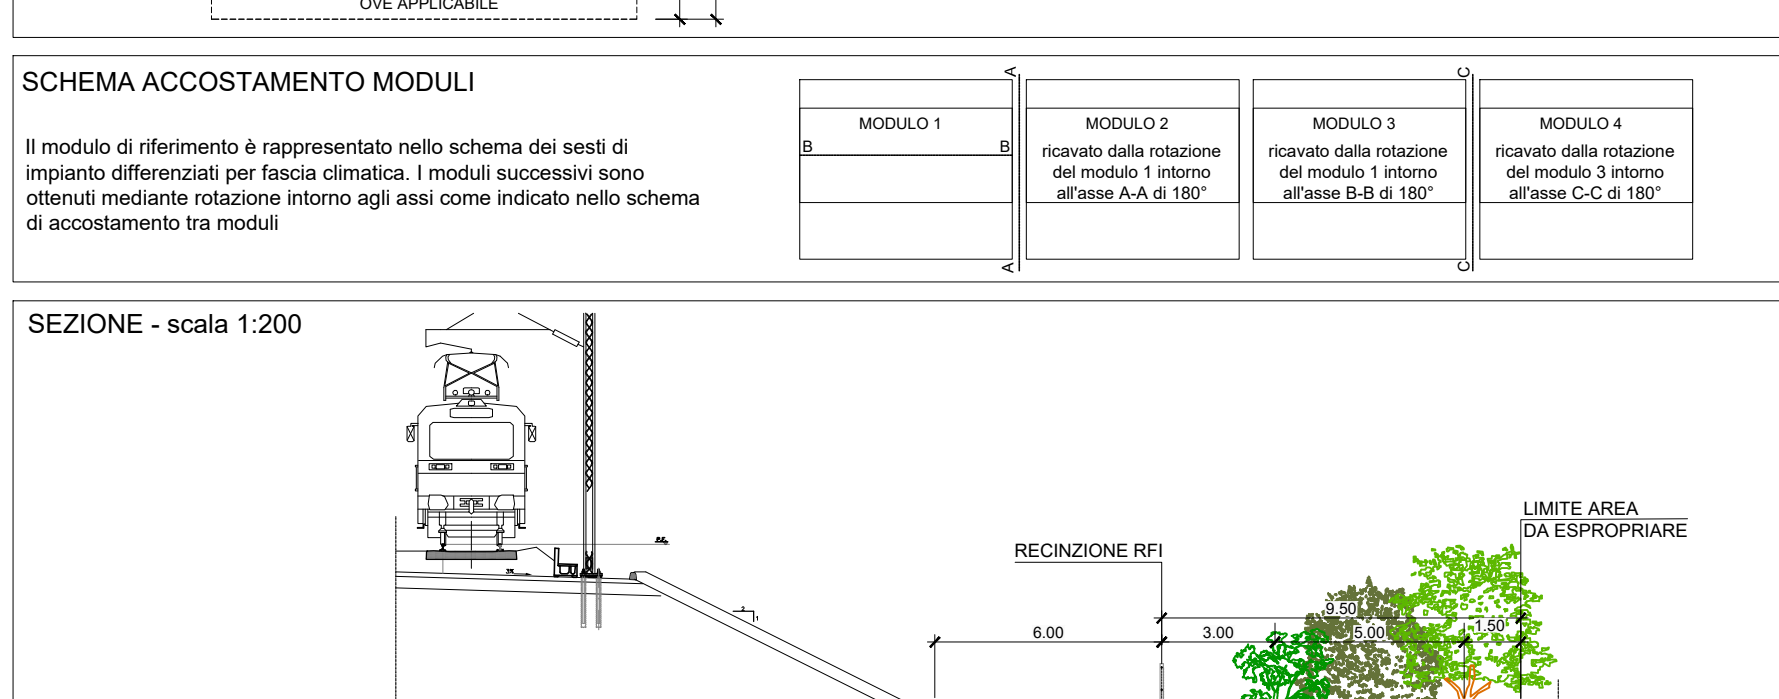 OVE APPLICABILE
SCHEMA ACCOSTAMENTO MODULI
Il modulo di riferimento è rappresentato nello schema dei sesti di
impianto differenziati per fascia climatica. I moduli successivi sono
ottenuti mediante rotazione intorno agli assi come indicato nello schema
di accostamento tra moduli
A
C
MODULO 1
B
B
MODULO 2
ricavato dalla rotazione
del modulo 1 intorno
all'asse A-A di 180°
MODULO 3
ricavato dalla rotazione
del modulo 1 intorno
all'asse B-B di 180°
MODULO 4
ricavato dalla rotazione
del modulo 3 intorno
all'asse C-C di 180°
A
C
SEZIONE - scala 1:200
LIMITE AREA
DA ESPROPRIARE
RECINZIONE RFI
3%
2
1
9.50
6.00
3.00
5.00
1.50